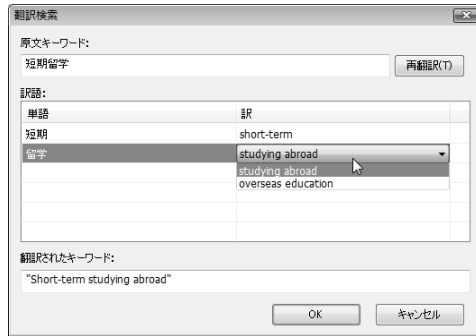 翻訳検索
原文キーワード:
短期留学
再翻訳(T)
訳語:
単語 訳
短期 short-term
留学 studying abroad
studying abroad
overseas education
翻訳されたキーワード:
"Short-term studying abroad"
OK キャンセル